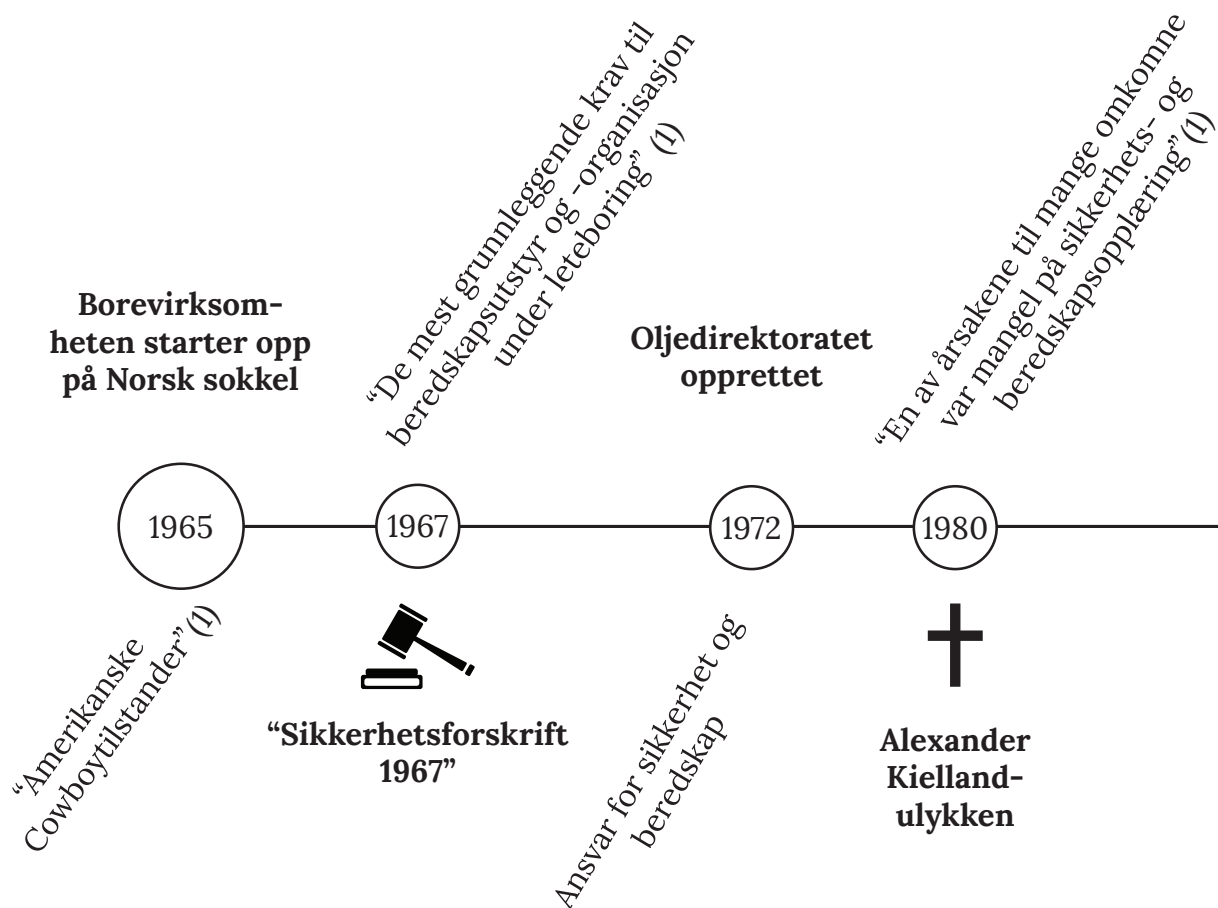 Borevirksom-
heten starter opp
på Norsk sokkel
1965
“Amerikanske
Cowboytilstander” (1)
“De mest grunnleggende krav til
beredskapsutstyr og -organisasjon
under leteboring” (1)
1967
“Sikkerhetsforskrift
1967”
Oljedirektoratet
opprettet
1972
Ansvar for sikkerhet og
beredskap
“En av årsakene til mange omkomne
var mangel på sikkerhets- og
beredskapsopplæring” (1)
1980
Alexander
Kielland-
ulykken